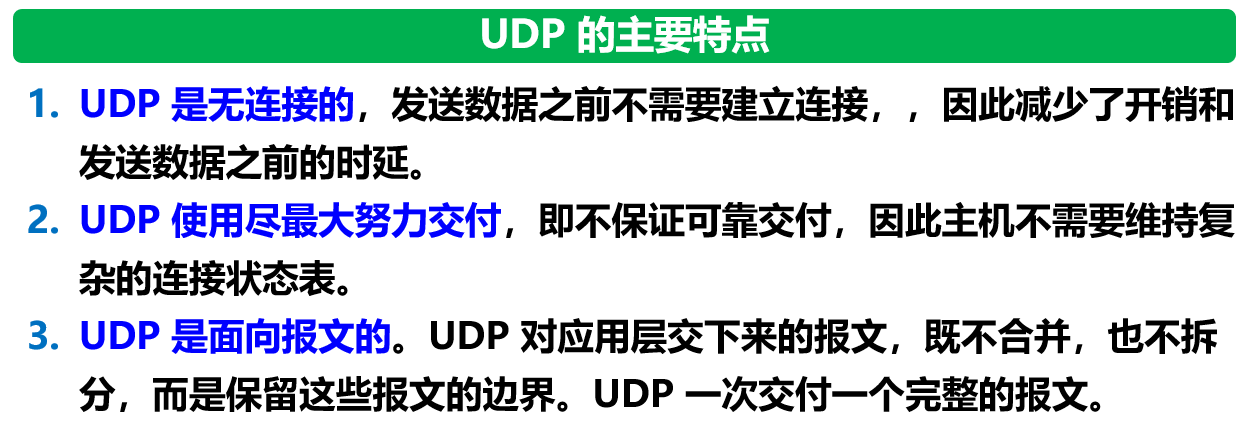 UDP 的主要特点
1. UDP 是无连接的，发送数据之前不需要建立连接，，因此减少了开销和
发送数据之前的时延。
2. UDP 使用尽最大努力交付，即不保证可靠交付，因此主机不需要维持复
杂的连接状态表。
3. UDP 是面向报文的。UDP 对应用层交下来的报文，既不合并，也不拆
分，而是保留这些报文的边界。UDP 一次交付一个完整的报文。